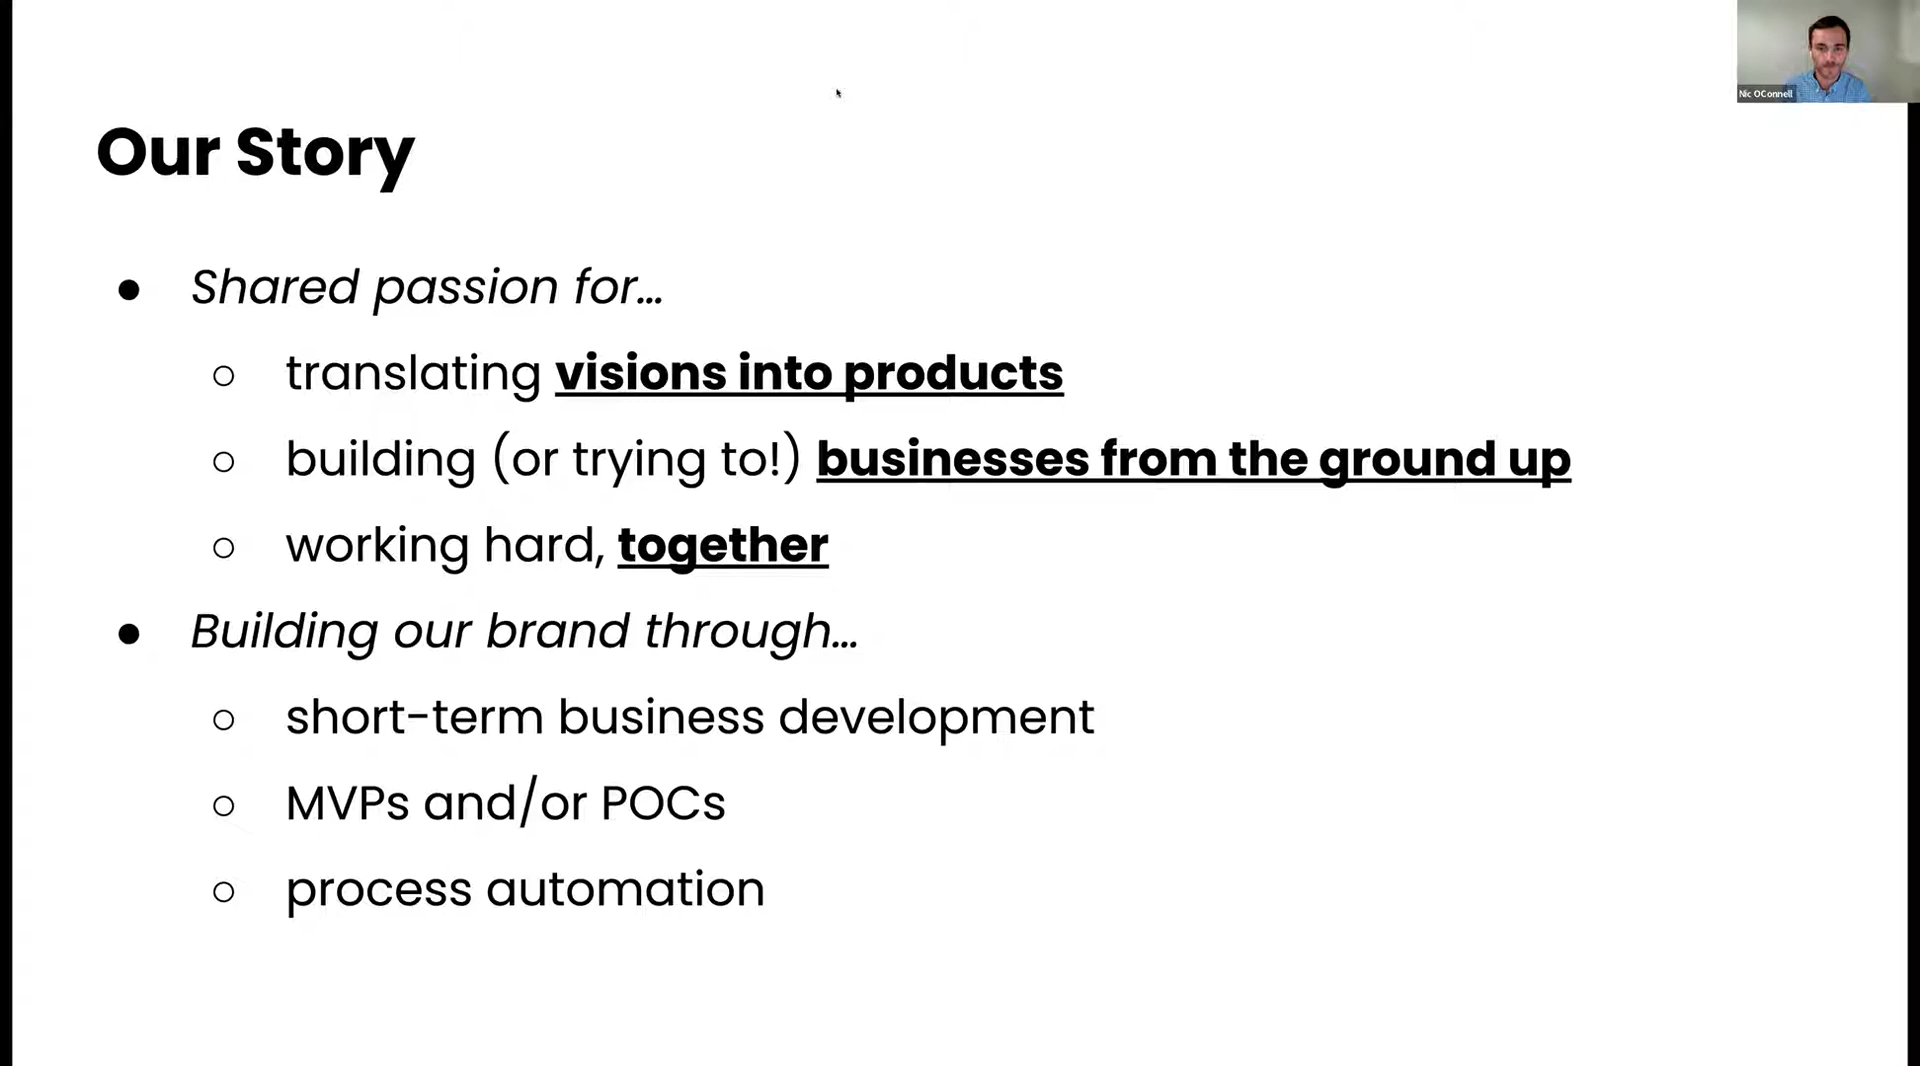 Nic OConnell
Our Story
● Shared passion for...
○ translating visions into products
○ building (or trying to!) businesses from the ground up
○ working hard, together
● Building our brand through...
○ short-term business development
○ MVPs and/or POCs
○ process automation